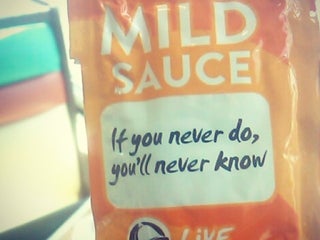 MILD
SAUCE
If you never do,
you'll never know
LiVE